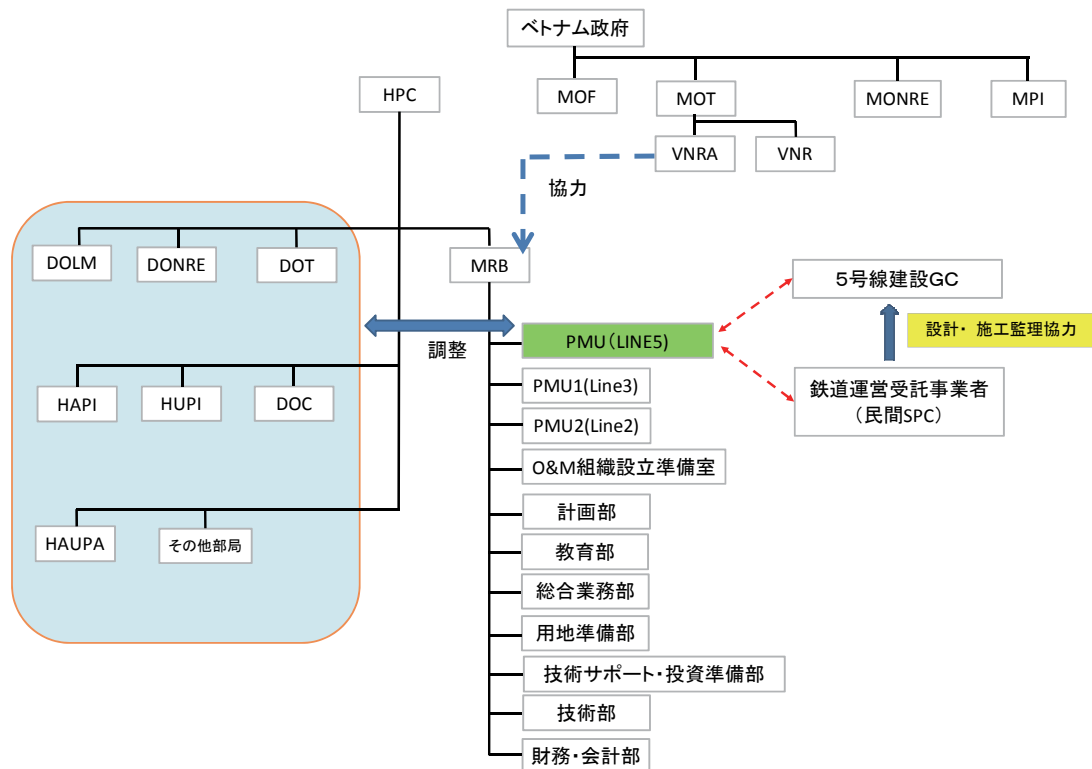 ベトナム政府
HPC
MOF
MOT
MONRE
MPI
VNRA
VNR
協力
DOLM
DONRE
DOT
MRB
5号線建設GC
調整
PMU(LINE5)
設計・ 施工監理協力
HAPI
HUPI
DOC
PMU1(Line3)
鉄道運営受託事業者
(民間SPC)
PMU2(Line2)
O&M組織設立準備室
計画部
HAUPA
その他部局
教育部
総合業務部
用地準備部
技術サポート・投資準備部
技術部
財務・会計部